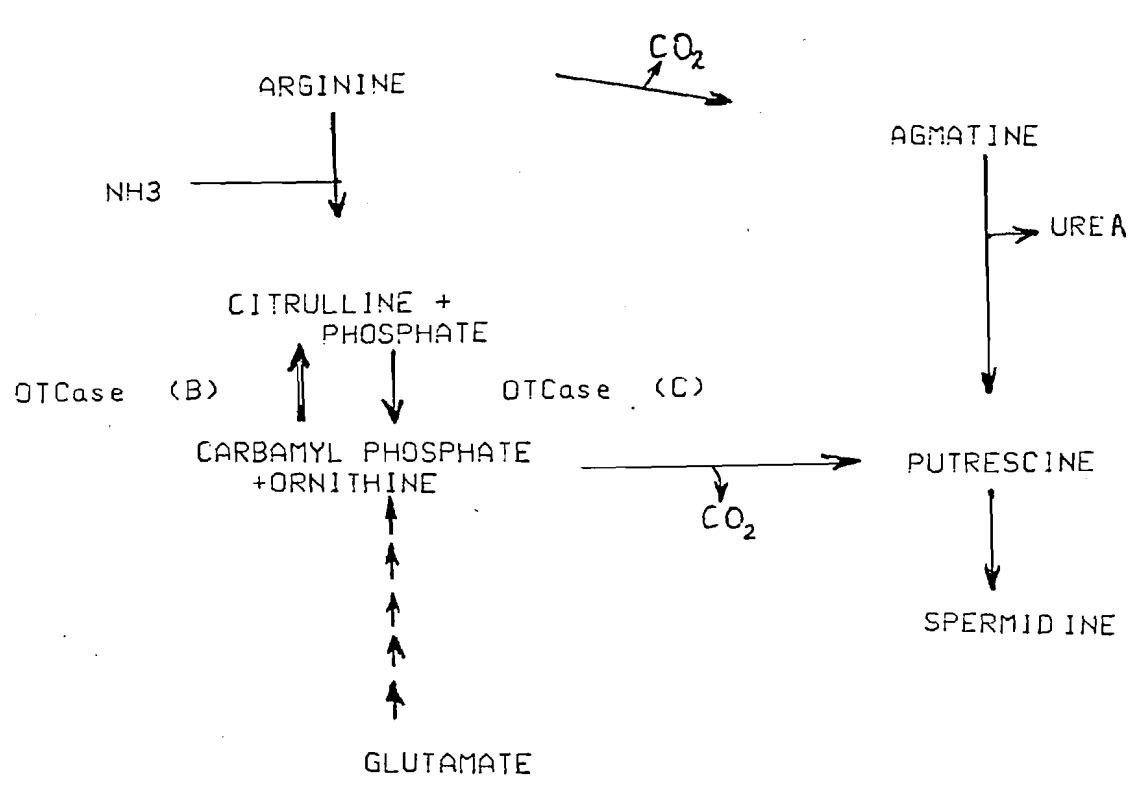 CO2
ARGININE
AGMATINE
NH3
UREA
CITRULLINE +
PHOSPHATE
OTCase (B)
OTCase (C)
CARBAMYL PHOSPHATE
+ORNITHINE
PUTRESCINE
CO2
SPERMIDINE
GLUTAMATE